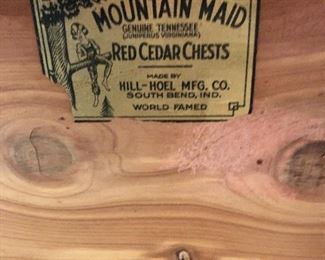 MOUNTAIN MAID
GENUINE TENNESSEE
(JUNIPERUS VIRGINIANA)
RED CEDAR CHESTS
MADE BY
HILL-HOEL MFG. CO.
SOUTH BEND, IND.
WORLD FAMED